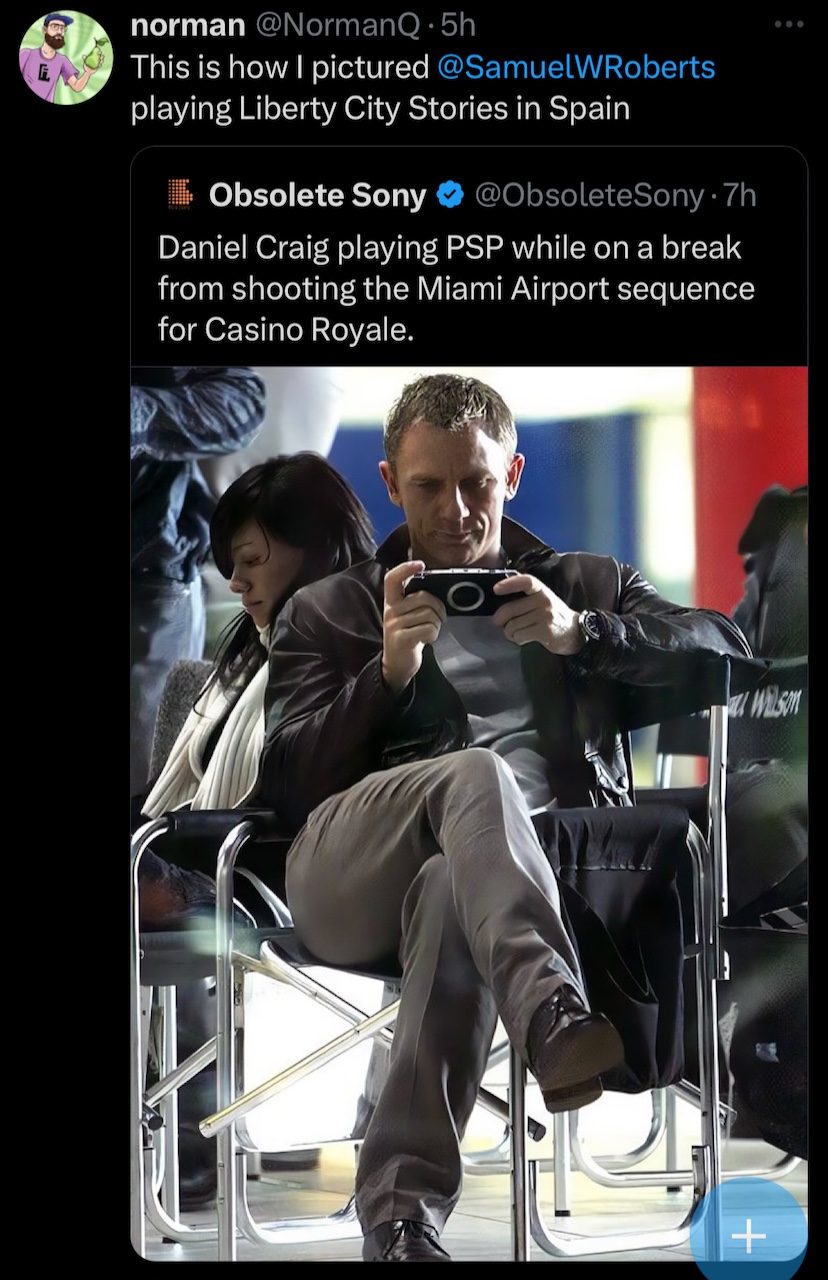 norman @NormanQ · 5h
This is how I pictured @SamuelWRoberts
playing Liberty City Stories in Spain
Obsolete Sony @ObsoleteSony · 7h
Daniel Craig playing PSP while on a break
from shooting the Miami Airport sequence
for Casino Royale.
WILSON